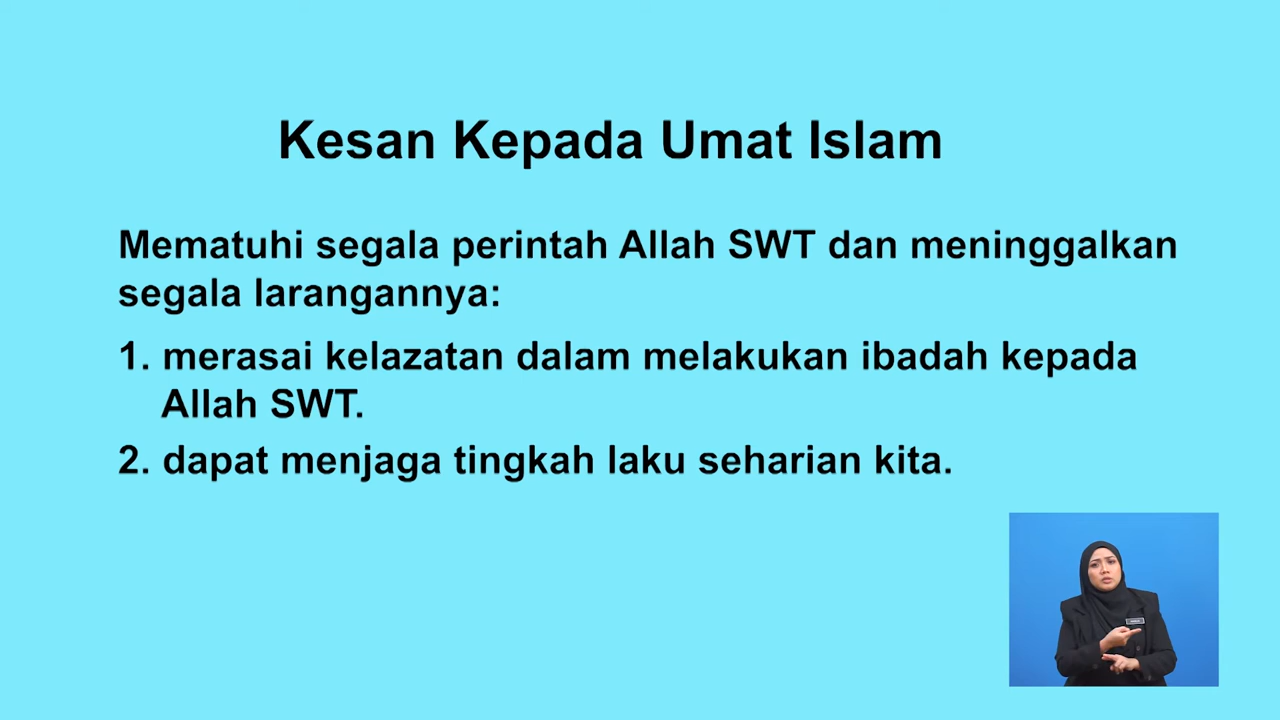 Kesan Kepada Umat Islam
Mematuhi segala perintah Allah SWT dan meninggalkan
segala larangannya:
1. merasai kelazatan dalam melakukan ibadah kepada
Allah SWT.
2. dapat menjaga tingkah laku seharian kita.